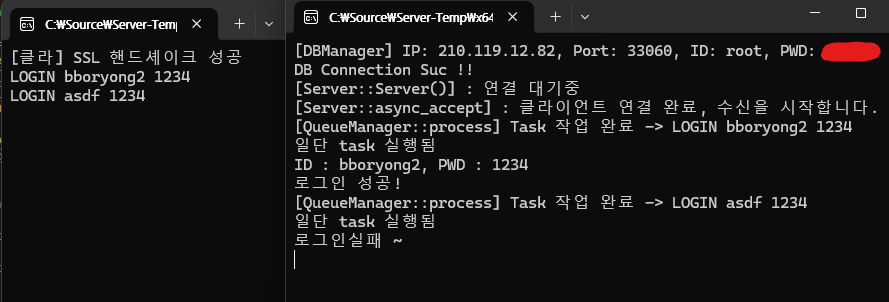 C:₩Source₩Server-Temp
[클라] SSL 핸드셰이크 성공
LOGIN bboryong2 1234
LOGIN asdf 1234
C:₩Source₩Server-Temp₩x64
[DBManager] IP: 210.119.12.82, Port: 33060, ID: root, PWD:
DB Connection Suc !!
[Server::Server()] : 연결 대기중
[Server::async_accept] : 클라이언트 연결 완료, 수신을 시작합니다.
[QueueManager::process] Task 작업 완료 -> LOGIN bboryong2 1234
일단 task 실행됨
ID : bboryong2, PWD : 1234
로그인 성공!
[QueueManager::process] Task 작업 완료 -> LOGIN asdf 1234
일단 task 실행됨
로그인실패 ~